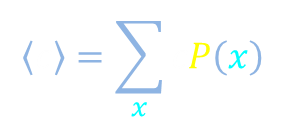 ⟨ ⟩ = ∑ P(x)
x